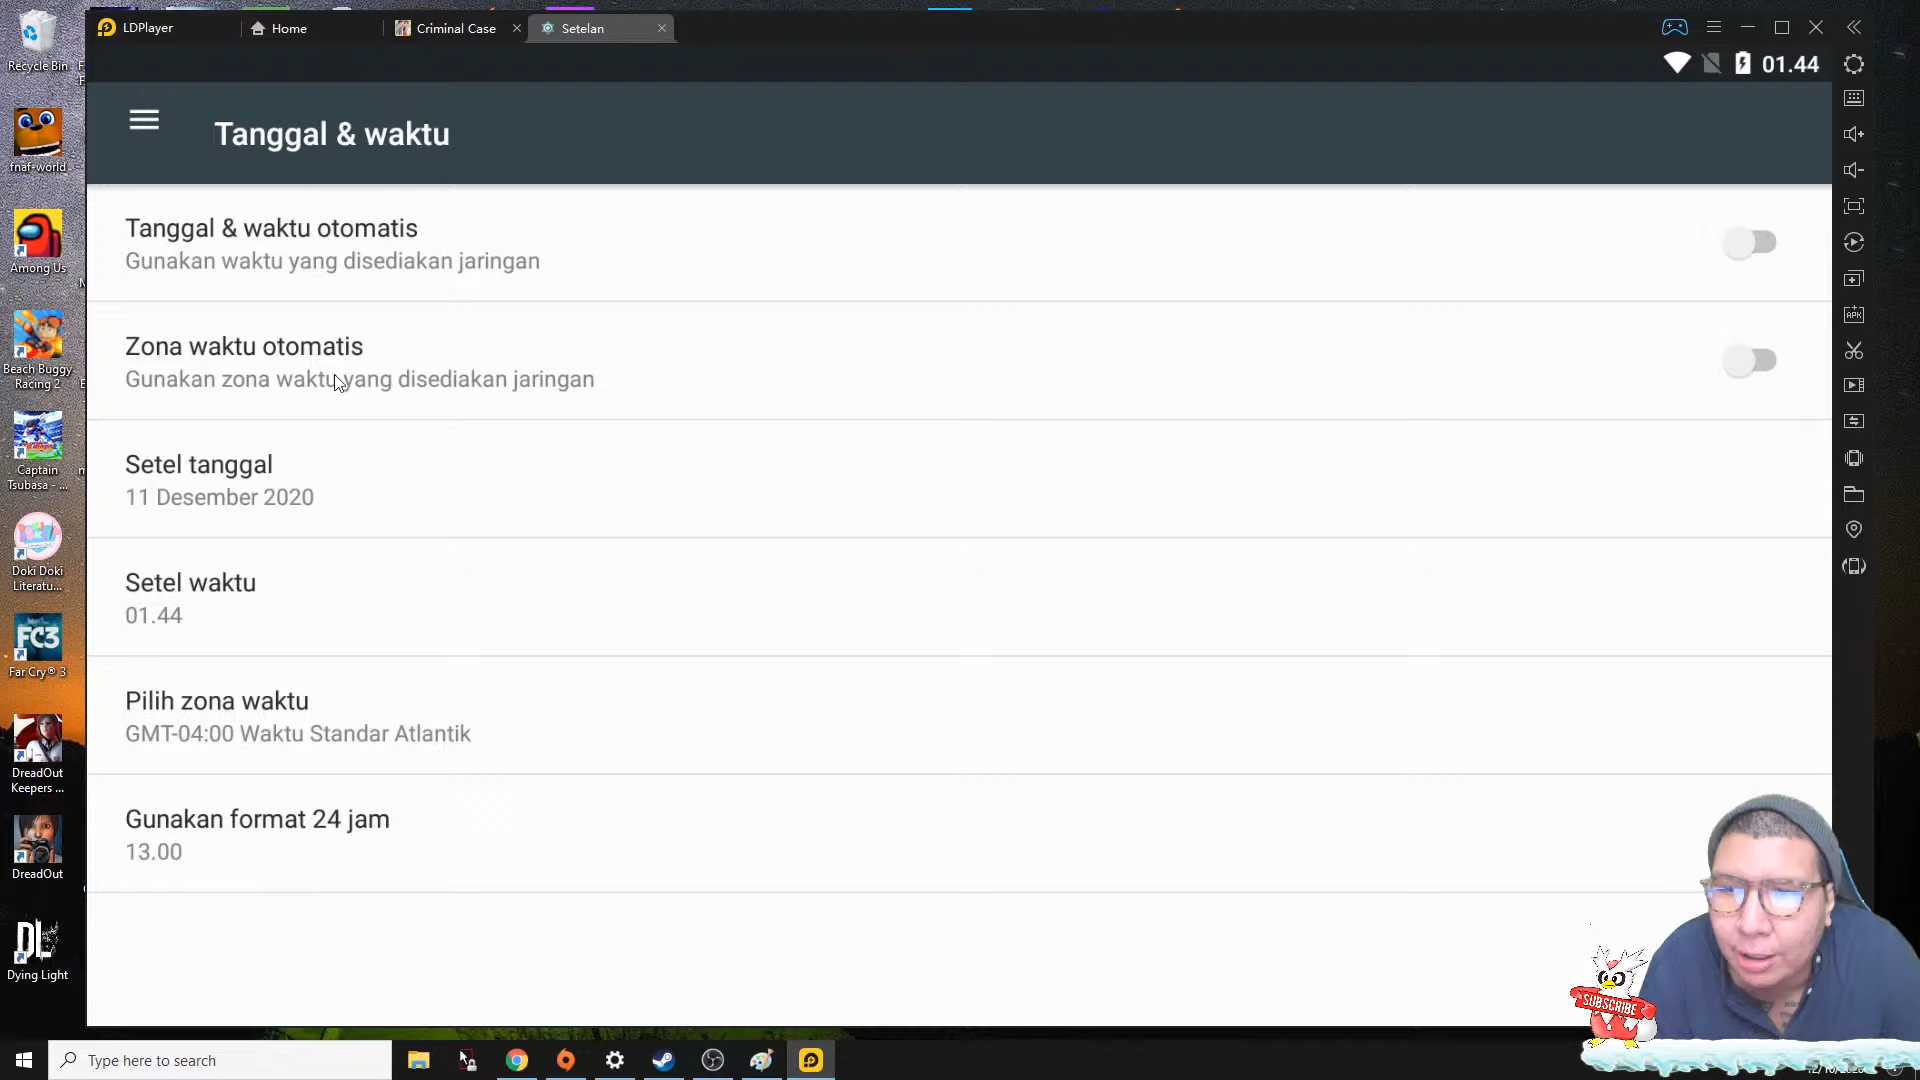 LDPlayer
Home
Criminal Case
Setelan
01.44
Tanggal & waktu
Tanggal & waktu otomatis
Gunakan waktu yang disediakan jaringan
Zona waktu otomatis
Gunakan zona waktu yang disediakan jaringan
Setel tanggal
11 Desember 2020
Setel waktu
01.44
Pilih zona waktu
GMT-04:00 Waktu Standar Atlantik
Gunakan format 24 jam
13.00
Recycle Bin
fnaf-world
Among Us
Beach Buggy
Racing 2
Captain
Tsubasa - ...
Doki Doki
Literatu...
FC3
Far Cry® 3
DreadOut
Keepers ...
DreadOut
DL
Dying Light
APK
SUBSCRIBE
Type here to search